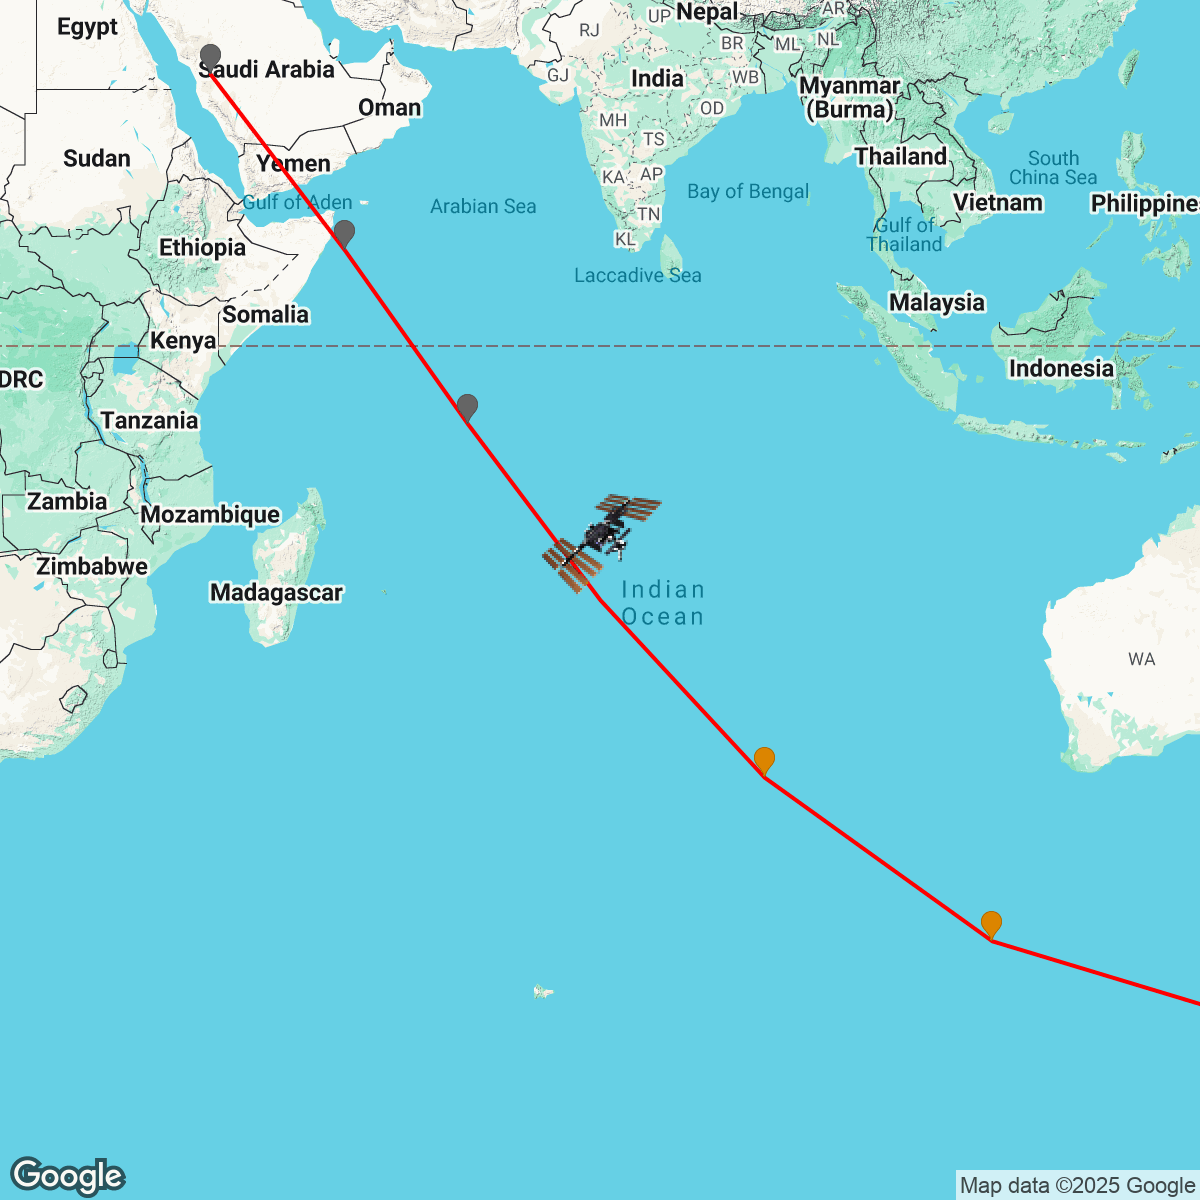 Egypt
Saudi Arabia
Oman
RJ
UP
Nepal
BR
AR
NL
ML
GJ
India
WB
Myanmar
(Burma)
OD
MH
TS
Sudan
Yemen
Thailand
South
China Sea
KA
AP
Gulf of Aden
Arabian Sea
Bay of Bengal
Vietnam
Philippines
TN
KL
Gulf of
Thailand
Ethiopia
Laccadive Sea
Malaysia
Somalia
Kenya
DRC
Indonesia
Tanzania
Zambia
Mozambique
Zimbabwe
Madagascar
Indian
Ocean
WA
Google
Map data ©2025 Google